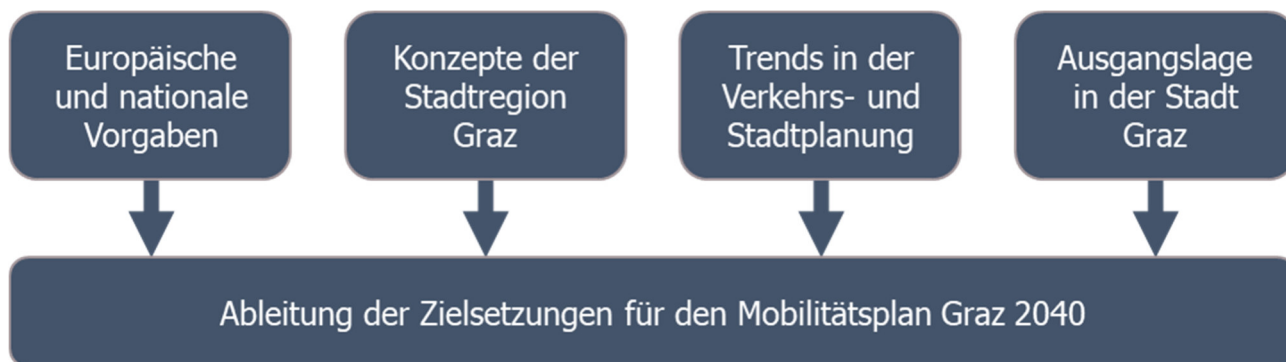 Europäische
und nationale
Vorgaben
Konzepte der
Stadtregion
Graz
Trends in der
Verkehrs- und
Stadtplanung
Ausgangslage
in der Stadt
Graz
Ableitung der Zielsetzungen für den Mobilitätsplan Graz 2040